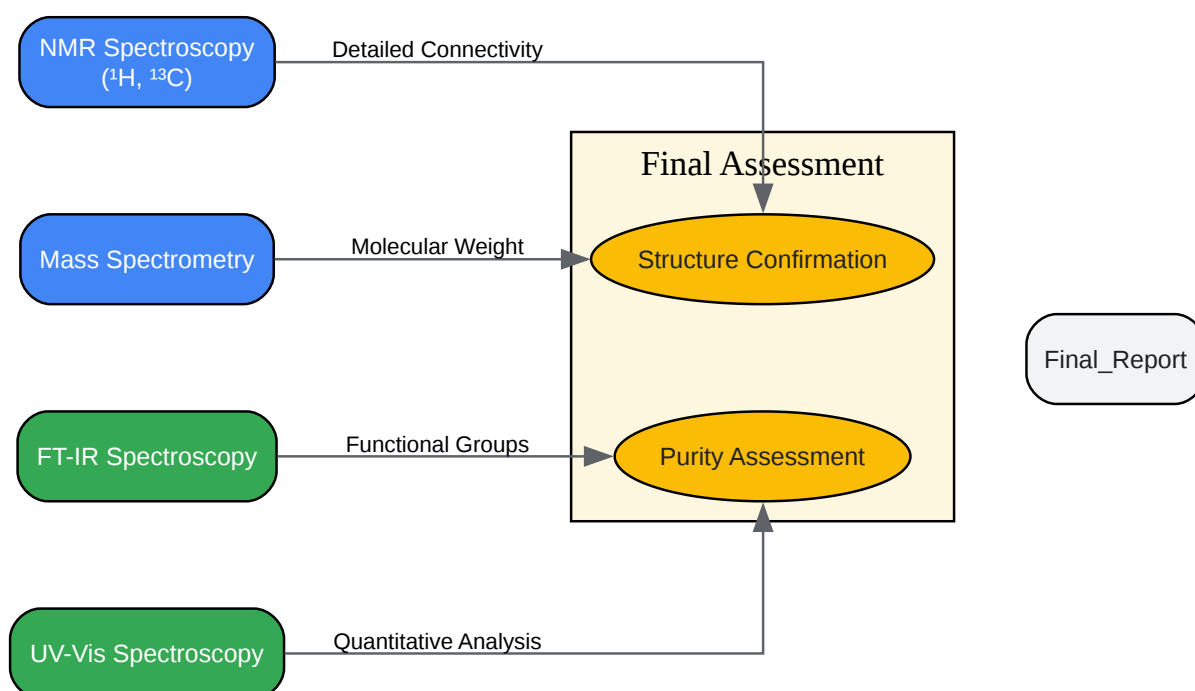 NMR Spectroscopy
(¹H, ¹³C)
Detailed Connectivity
Final Assessment
Mass Spectrometry
Molecular Weight
Structure Confirmation
Final_Report
FT-IR Spectroscopy
Functional Groups
Purity Assessment
UV-Vis Spectroscopy
Quantitative Analysis